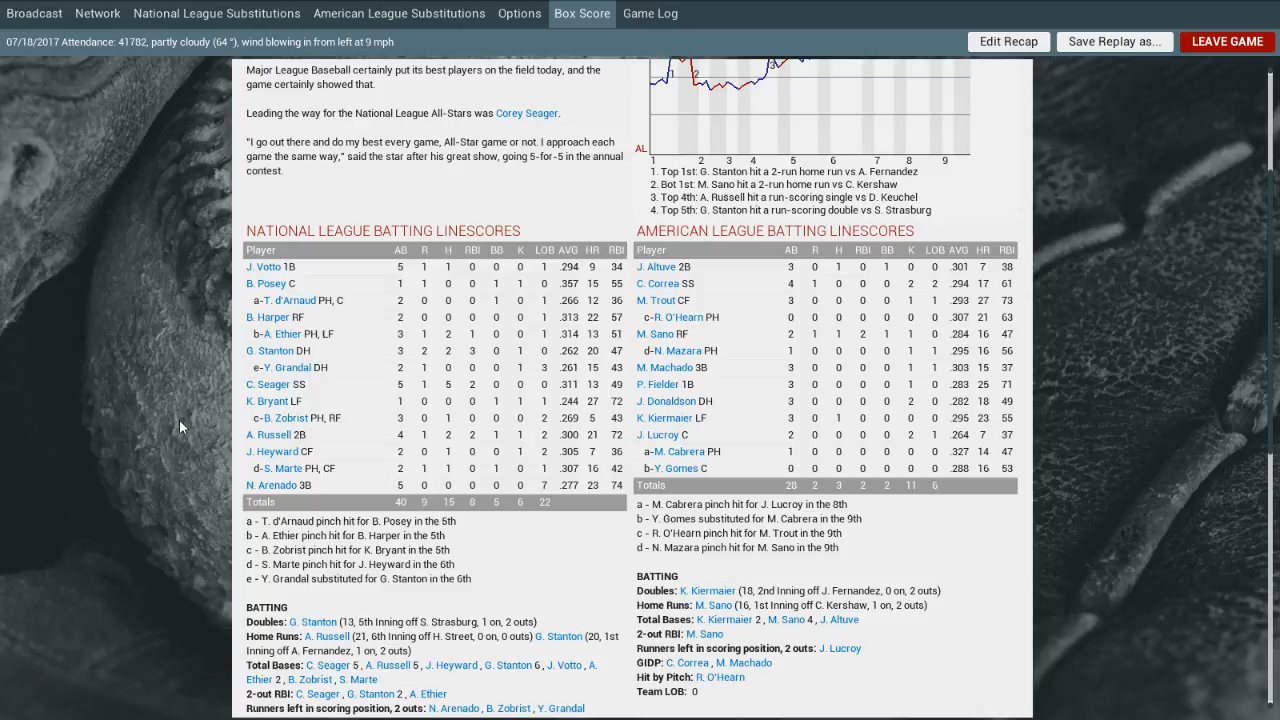 Broadcast Network National League Substitutions American League Substitutions Options Box Score Game Log
07/18/2017 Attendance: 41782, partly cloudy (64 °), wind blowing in from left at 9 mph
Edit Recap Save Replay as... LEAVE GAME
Major League Baseball certainly put its best players on the field today, and the
game certainly showed that.
Leading the way for the National League All-Stars was Corey Seager.
"I go out there and do my best every game, All-Star game or not. I approach each
game the same way," said the star after his great show, going 5-for-5 in the annual
contest.
1 2 3
AL
1 2 3 4 5 6 7 8 9
1. Top 1st: G. Stanton hit a 2-run home run vs A. Fernandez
2. Bot 1st: M. Sano hit a 2-run home run vs C. Kershaw
3. Top 4th: A. Russell hit a run-scoring single vs D. Keuchel
4. Top 5th: G. Stanton hit a run-scoring double vs S. Strasburg
NATIONAL LEAGUE BATTING LINESCORES
Player AB R H RBI BB K LOB AVG HR RBI
J. Votto 1B 5 1 1 0 0 0 1 .294 9 34
B. Posey C 1 1 0 0 1 1 0 .357 15 55
a-T. d'Arnaud PH, C 2 0 0 0 1 0 1 .266 12 36
B. Harper RF 2 0 0 0 0 0 1 .313 22 57
b-A. Ethier PH, LF 3 1 2 1 0 0 1 .314 13 51
G. Stanton DH 3 2 2 3 0 1 0 .262 20 47
e-Y. Grandal DH 2 1 0 0 0 1 3 .261 15 43
C. Seager SS 5 1 5 2 0 0 0 .311 13 49
K. Bryant LF 1 0 0 0 1 1 1 .244 27 72
c-B. Zobrist PH, RF 3 0 1 0 0 0 2 .269 5 43
A. Russell 2B 4 1 2 2 1 1 2 .300 21 72
J. Heyward CF 2 0 1 0 0 1 2 .305 7 36
d-S. Marte PH, CF 2 1 1 0 1 0 1 .307 16 42
N. Arenado 3B 5 0 0 0 0 0 7 .277 23 74
Totals 40 9 15 8 5 6 22
a - T. d'Arnaud pinch hit for B. Posey in the 5th
b - A. Ethier pinch hit for B. Harper in the 5th
c - B. Zobrist pinch hit for K. Bryant in the 5th
d - S. Marte pinch hit for J. Heyward in the 6th
e - Y. Grandal substituted for G. Stanton in the 6th
BATTING
Doubles: G. Stanton (13, 5th Inning off S. Strasburg, 1 on, 2 outs)
Home Runs: A. Russell (21, 6th Inning off H. Street, 0 on, 0 outs) G. Stanton (20, 1st
Inning off A. Fernandez, 1 on, 2 outs)
Total Bases: C. Seager 5 , A. Russell 5 , J. Heyward , G. Stanton 6 , J. Votto , A.
Ethier 2 , B. Zobrist , S. Marte
2-out RBI: C. Seager , G. Stanton 2 , A. Ethier
Runners left in scoring position, 2 outs: N. Arenado , B. Zobrist , Y. Grandal
AMERICAN LEAGUE BATTING LINESCORES
Player AB R H RBI BB K LOB AVG HR RBI
J. Altuve 2B 3 0 1 0 1 0 0 .301 7 38
C. Correa SS 4 1 0 0 0 2 2 .294 17 61
M. Trout CF 3 0 0 0 0 1 1 .293 27 73
c-R. O'Hearn PH 0 0 0 0 0 0 0 .307 21 63
M. Sano RF 2 1 1 2 1 0 0 .284 16 47
d-N. Mazara PH 1 0 0 0 0 1 1 .295 16 56
M. Machado 3B 3 0 0 0 0 1 1 .303 15 37
P. Fielder 1B 3 0 0 0 0 1 0 .283 25 71
J. Donaldson DH 3 0 0 0 0 2 0 .282 18 49
K. Kiermaier LF 3 0 1 0 0 0 0 .295 23 55
J. Lucroy C 2 0 0 0 0 2 1 .264 7 37
a-M. Cabrera PH 1 0 0 0 0 1 0 .327 14 47
b-Y. Gomes C 0 0 0 0 0 0 0 .288 16 53
Totals 28 2 3 2 2 11 6
a - M. Cabrera pinch hit for J. Lucroy in the 8th
b - Y. Gomes substituted for M. Cabrera in the 9th
c - R. O'Hearn pinch hit for M. Trout in the 9th
d - N. Mazara pinch hit for M. Sano in the 9th
BATTING
Doubles: K. Kiermaier (18, 2nd Inning off J. Fernandez, 0 on, 2 outs)
Home Runs: M. Sano (16, 1st Inning off C. Kershaw, 1 on, 2 outs)
Total Bases: K. Kiermaier 2 , M. Sano 4 , J. Altuve
2-out RBI: M. Sano
Runners left in scoring position, 2 outs: J. Lucroy
GIDP: C. Correa , M. Machado
Hit by Pitch: R. O'Hearn
Team LOB: 0